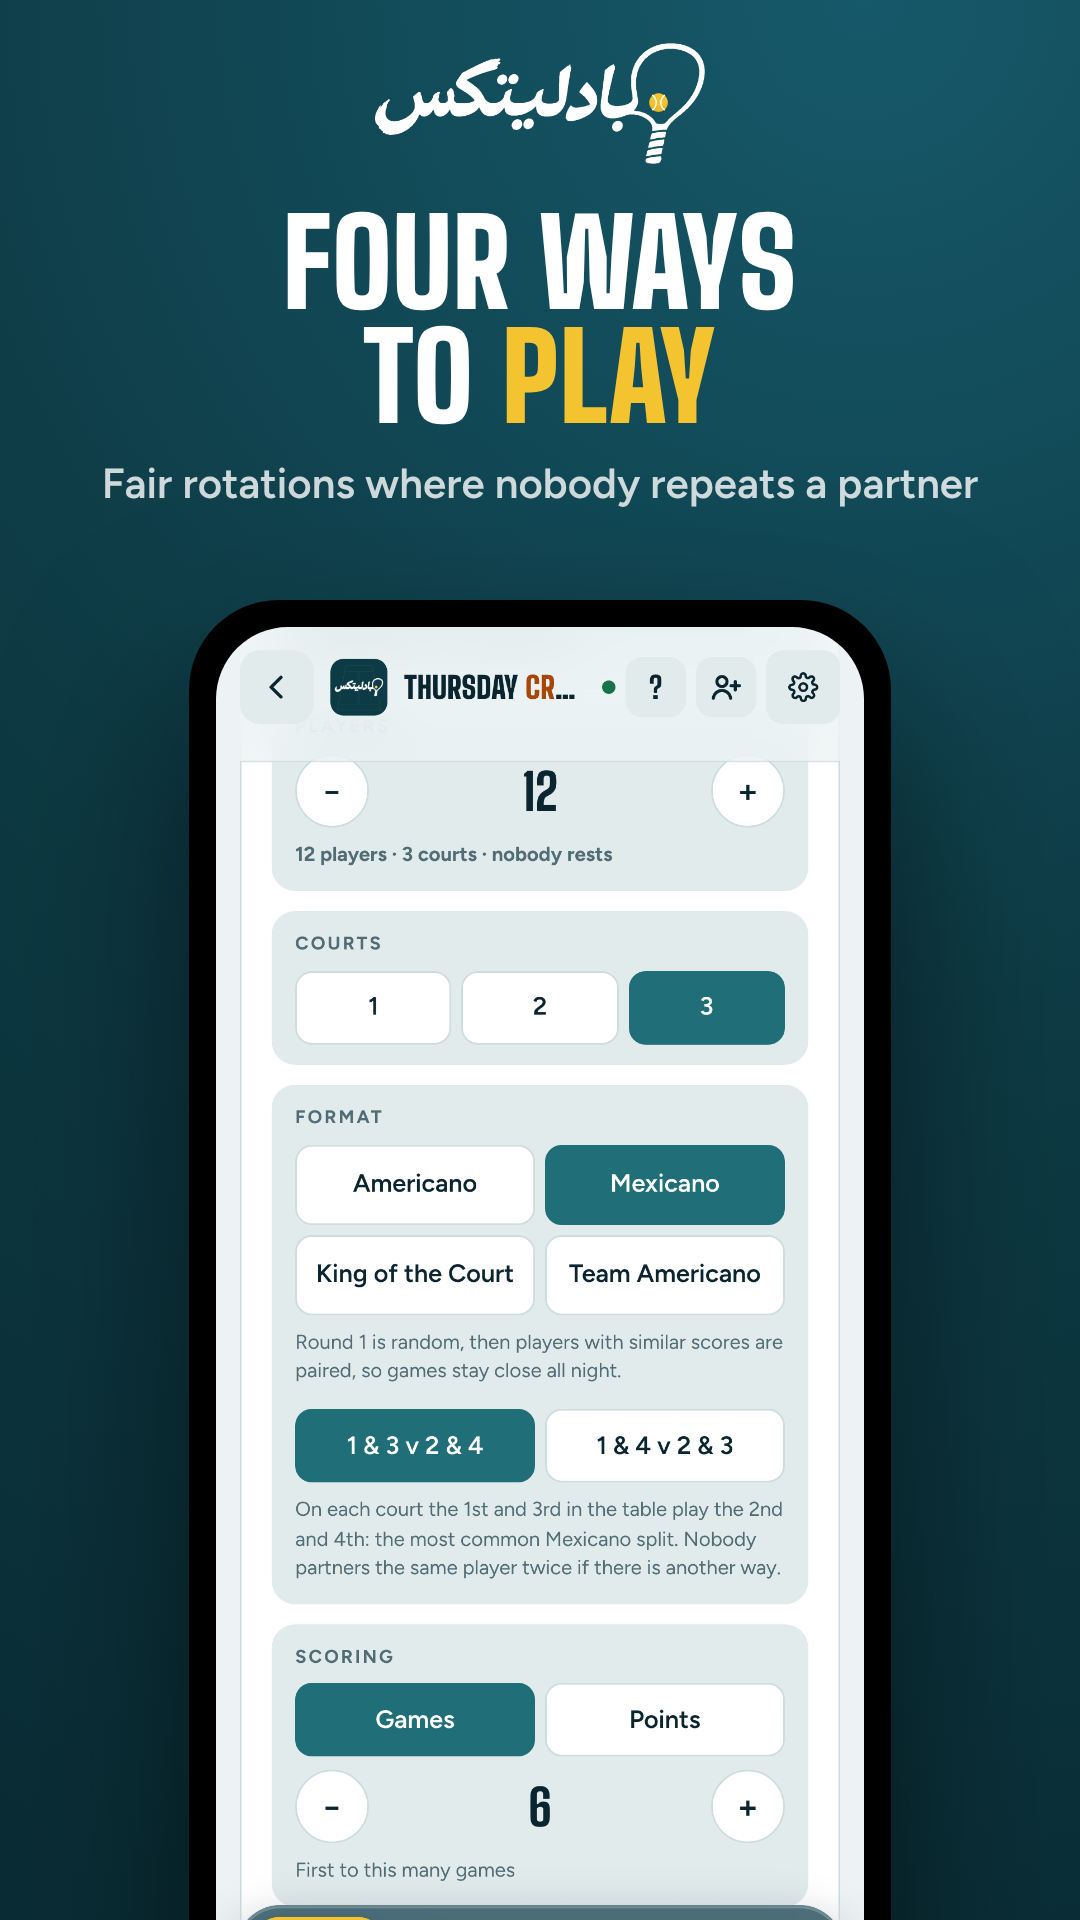 بادليتكس
FOUR WAYS
TO PLAY
Fair rotations where nobody repeats a partner
بادليتكس
THURSDAY CR...
?
PLAYERS
− 12 +
12 players · 3 courts · nobody rests
COURTS
1 2 3
FORMAT
Americano Mexicano
King of the Court Team Americano
Round 1 is random, then players with similar scores are
paired, so games stay close all night.
1 & 3 v 2 & 4 1 & 4 v 2 & 3
On each court the 1st and 3rd in the table play the 2nd
and 4th: the most common Mexicano split. Nobody
partners the same player twice if there is another way.
SCORING
Games Points
− 6 +
First to this many games